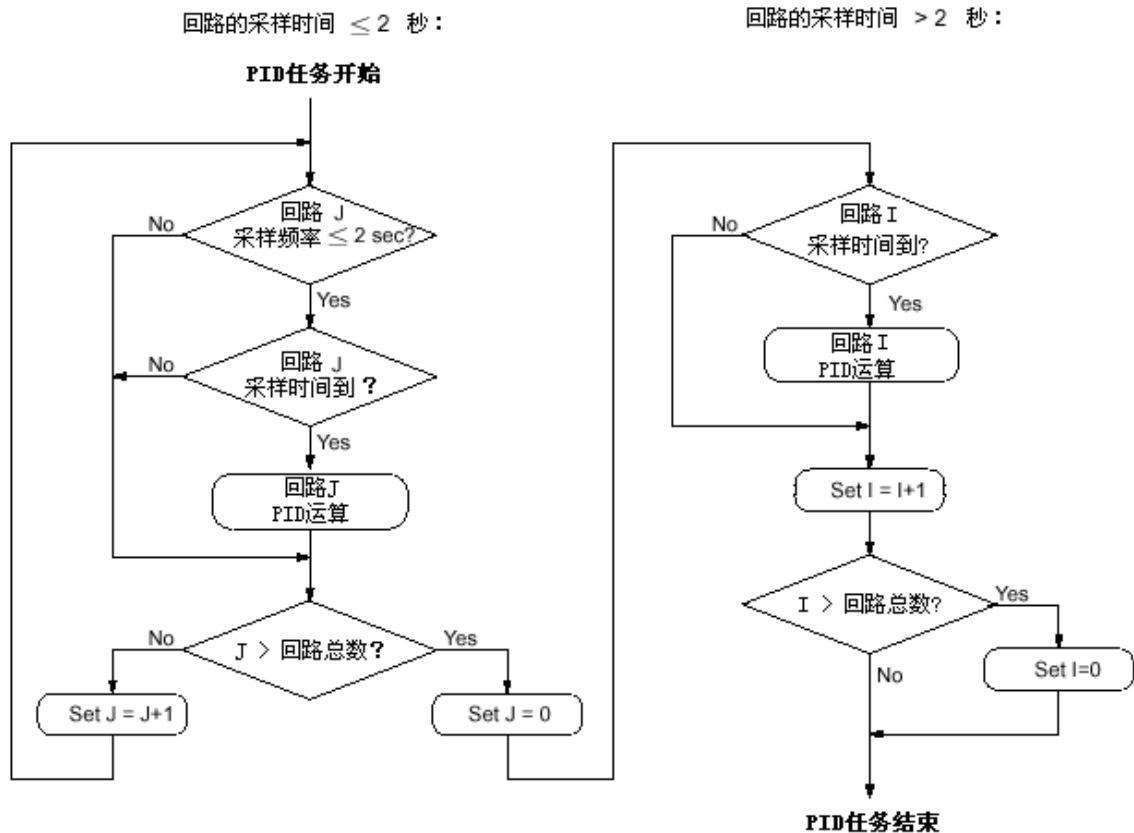 回路的采样时间 ≤ 2 秒：
PID任务开始
No
回路 J
采样频率 ≤ 2 sec?
Yes
No
回路 J
采样时间到？
Yes
回路J
PID运算
No
J > 回路总数?
Yes
Set J = J+1
Set J = 0
回路的采样时间 > 2 秒：
No
回路 I
采样时间到?
Yes
回路 I
PID运算
Set I = I+1
I > 回路总数?
Yes
No
Set I=0
PID任务结束